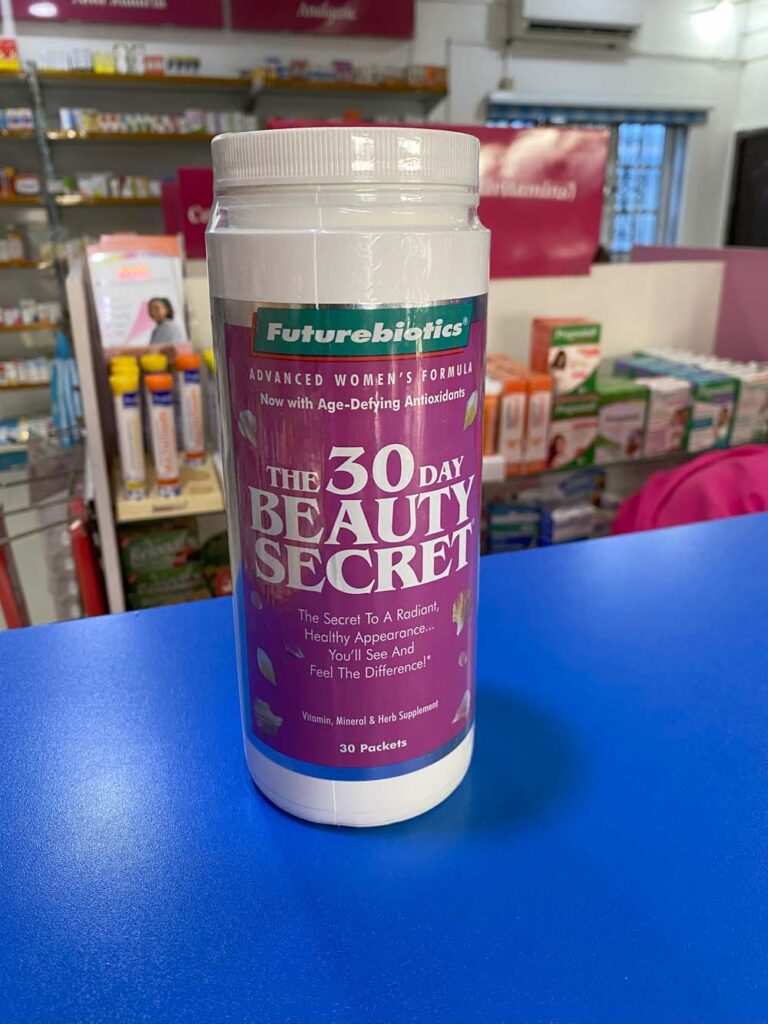 Analgesic
Futurebiotics®
ADVANCED WOMEN'S FORMULA
Now with Age-Defying Antioxidants
THE 30 DAY
BEAUTY
SECRET
The Secret To A Radiant,
Healthy Appearance...
You'll See And
Feel The Difference!*
Vitamin, Mineral & Herb Supplement
30 Packets